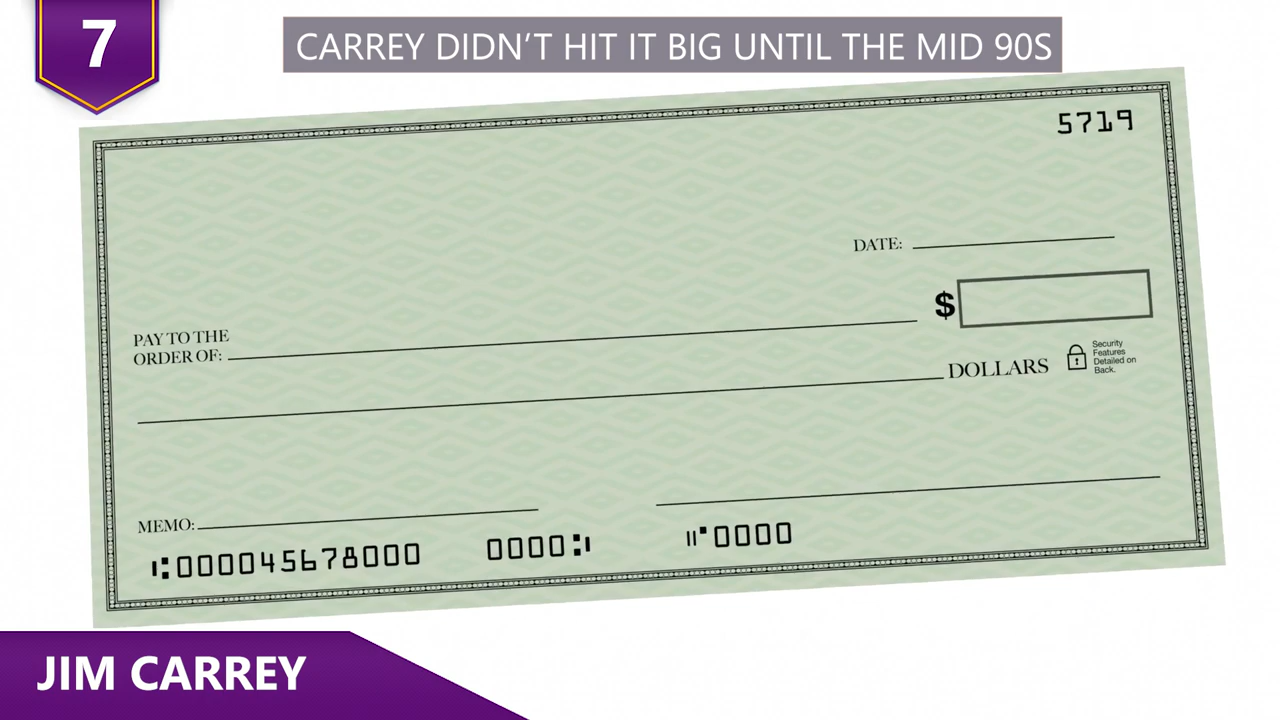 7
CARREY DIDN’T HIT IT BIG UNTIL THE MID 90S
5719
DATE:
$
PAY TO THE
ORDER OF:
DOLLARS
Security
Features
Detailed on
Back.
MEMO:
⑆000045678000 0000⑆ ⑈0000
JIM CARREY